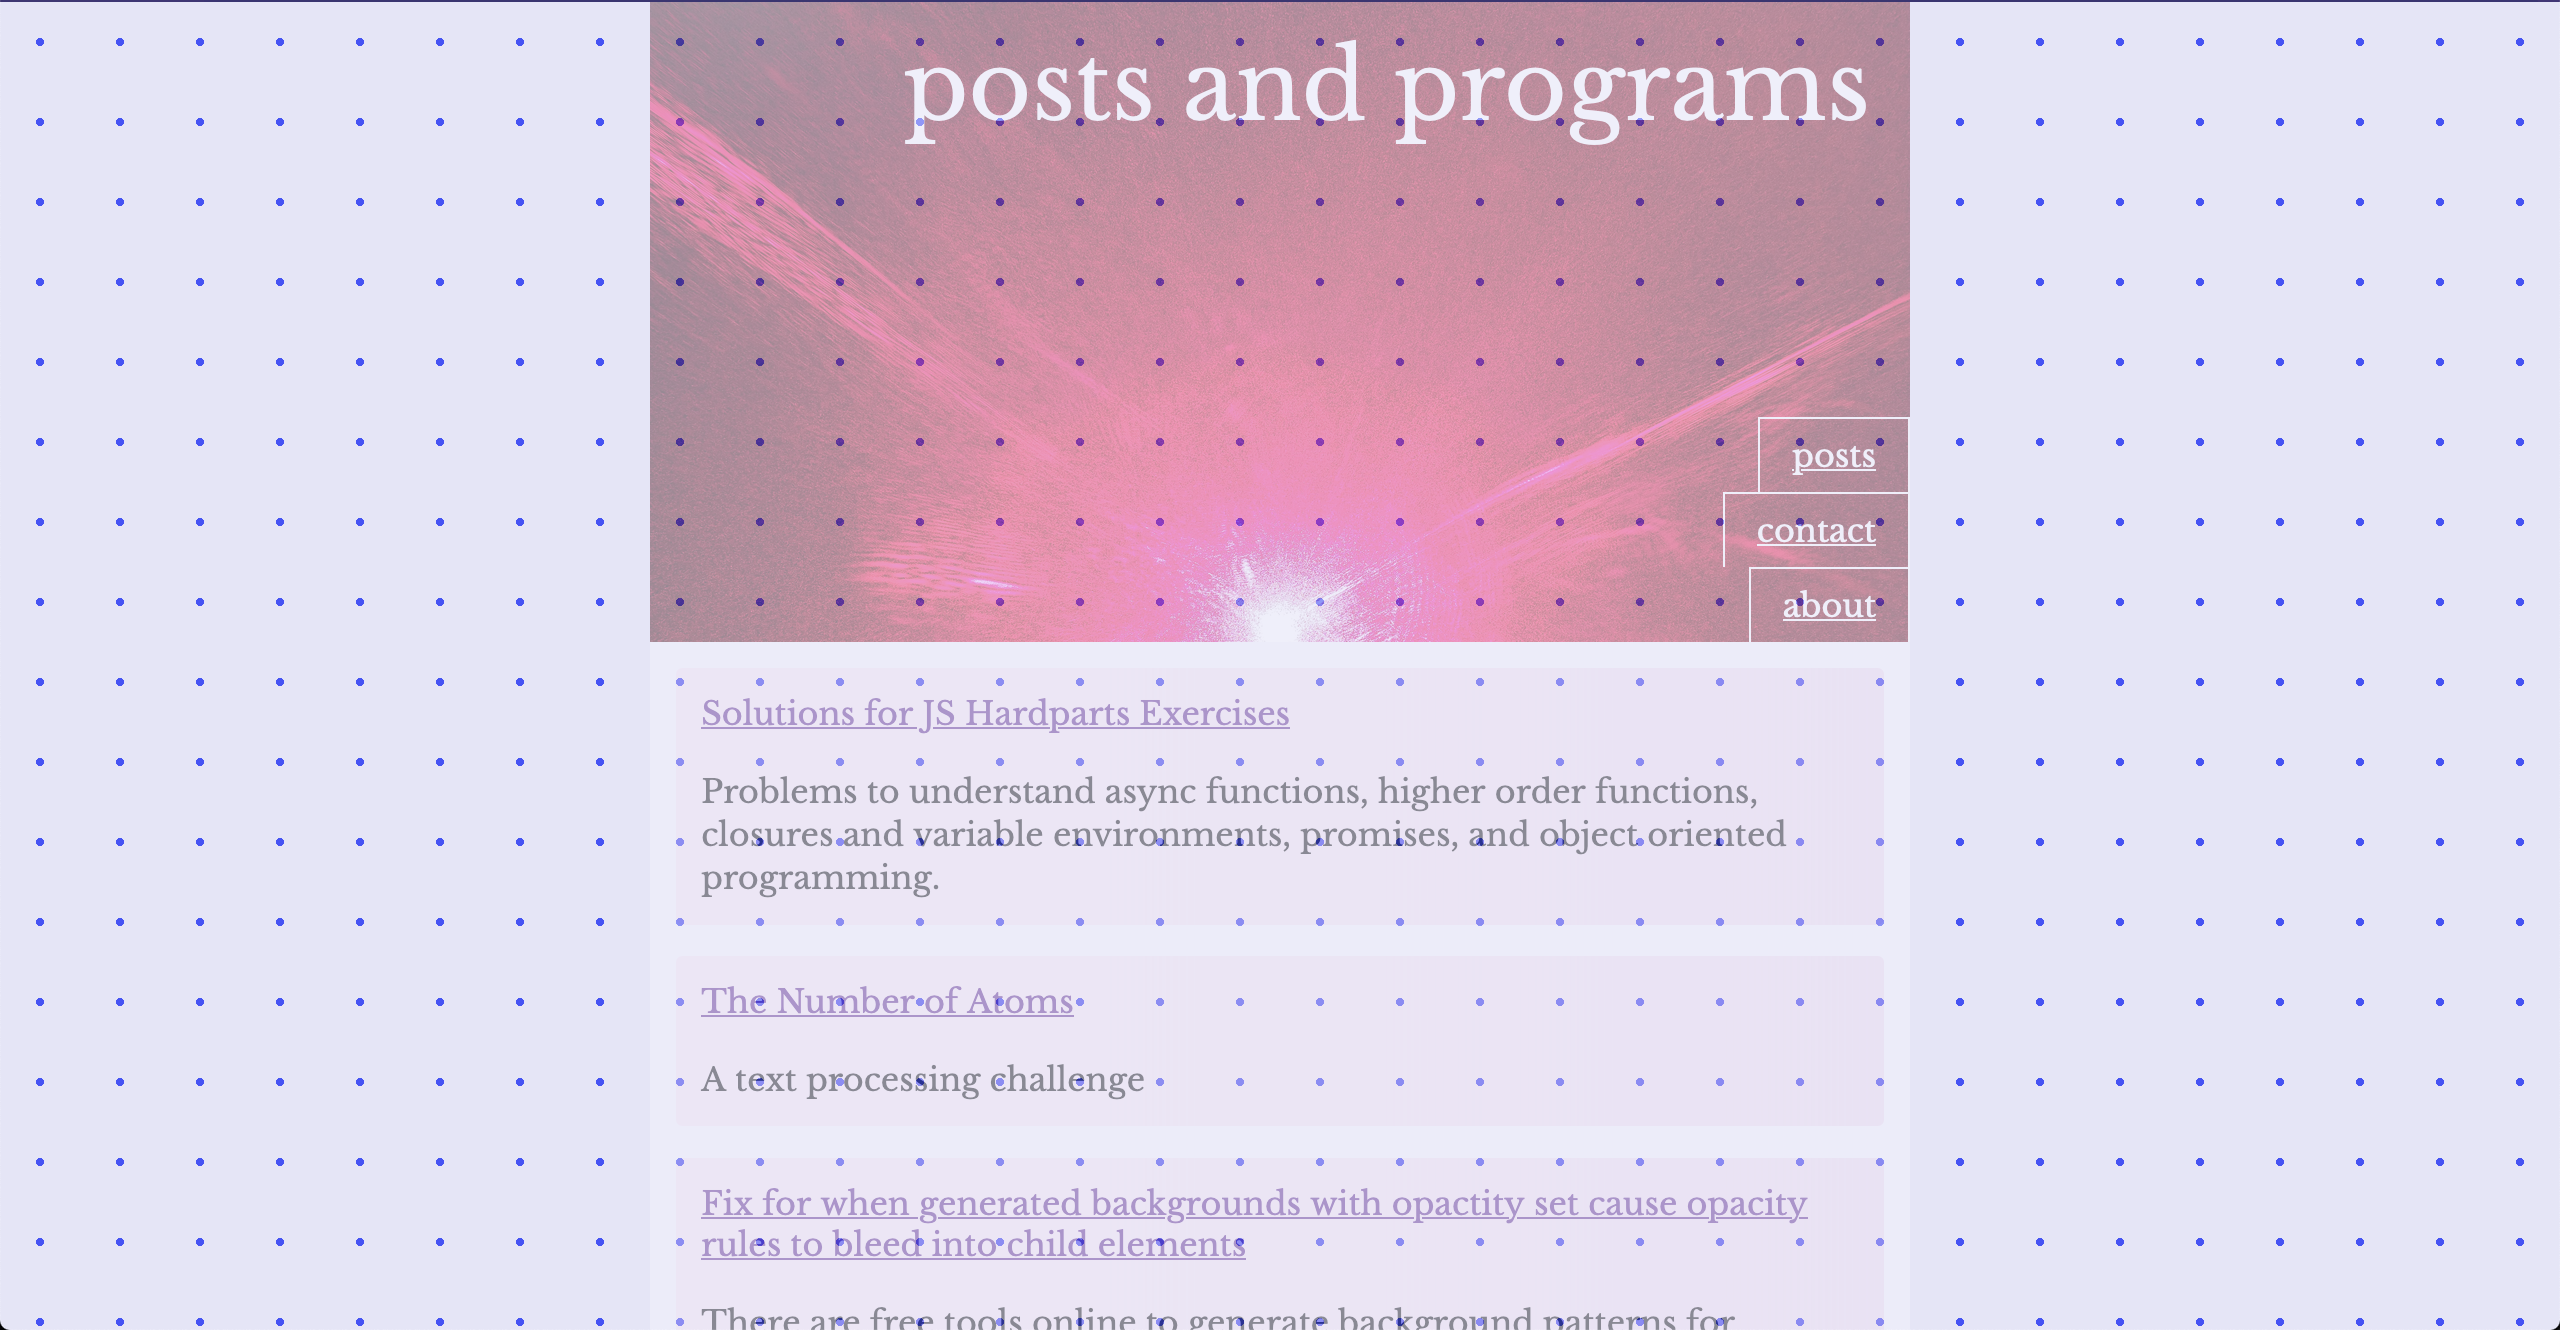 posts and programs
posts
contact
about
Solutions for JS Hardparts Exercises
Problems to understand async functions, higher order functions,
closures and variable environments, promises, and object oriented
programming.
The Number of Atoms
A text processing challenge
Fix for when generated backgrounds with opactity set cause opacity
rules to bleed into child elements
There are free tools online to generate background patterns for